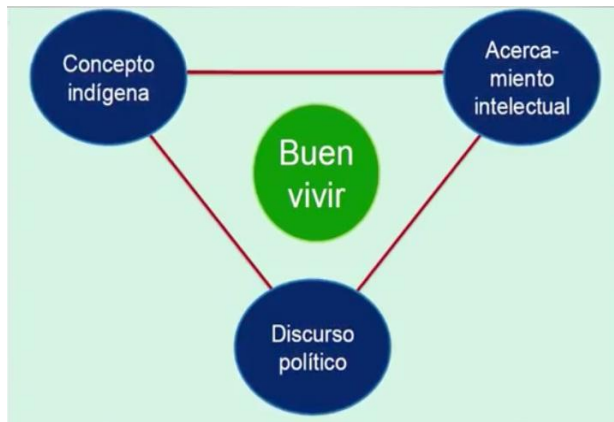 Concepto
indígena
Acerca-
miento
intelectual
Buen
vivir
Discurso
político